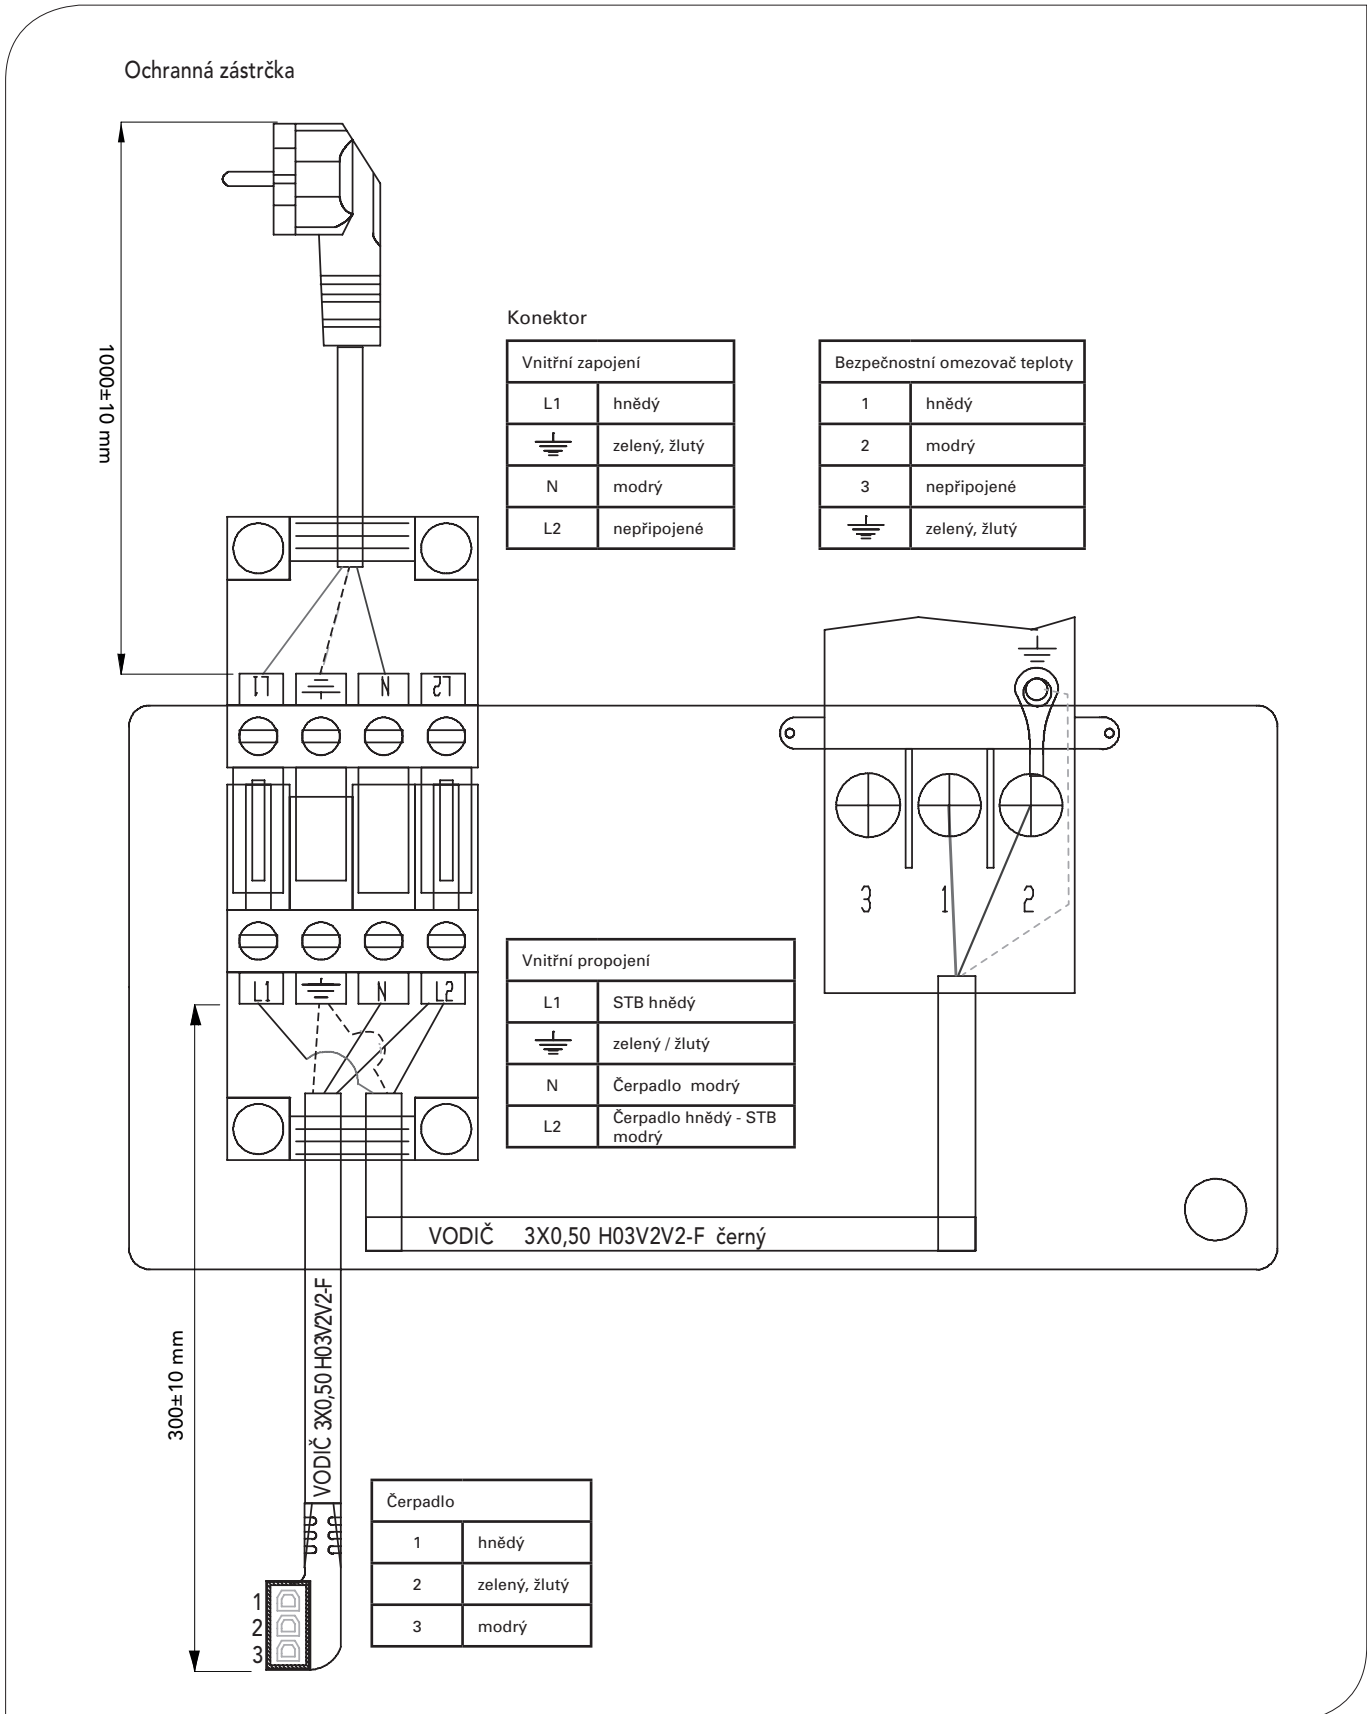 Ochranná zástrčka
1000±10 mm
Konektor
Vnitřní zapojení
L1 hnědý
zelený, žlutý
N modrý
L2 nepřipojené
Bezpečnostní omezovač teploty
1 hnědý
2 modrý
3 nepřipojené
zelený, žlutý
L1 N L2
3 1 2
L1 N L2
Vnitřní propojení
L1 STB hnědý
zelený / žlutý
N Čerpadlo modrý
L2 Čerpadlo hnědý - STB
modrý
VODIČ 3X0,50 H03V2V2-F černý
300±10 mm
VODIČ 3X0,50 H03V2V2-F
Čerpadlo
1 hnědý
2 zelený, žlutý
3 modrý
1
2
3